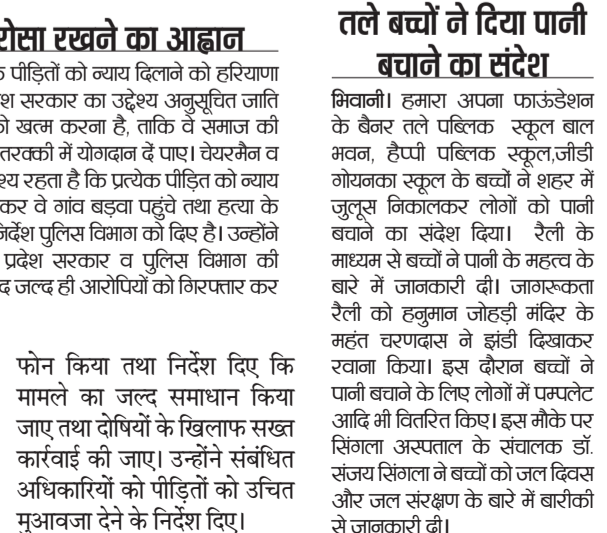 रोसा रखने का आह्वान
पीड़ितों को न्याय दिलाने को हरियाणा
सरकार का उद्देश्य अनुसूचित जाति
को खत्म करना है, ताकि वे समाज की
तरक्की में योगदान दें पाए। चेयरमैन व
रहता है कि प्रत्येक पीड़ित को न्याय
कर वे गांव बड़वा पहुंचे तथा हत्या के
निर्देश पुलिस विभाग को दिए है। उन्होंने
प्रदेश सरकार व पुलिस विभाग की
जल्द ही आरोपियों को गिरफ्तार कर
फोन किया तथा निर्देश दिए कि
मामले का जल्द समाधान किया
जाए तथा दोषियों के खिलाफ सख्त
कार्रवाई की जाए। उन्होंने संबंधित
अधिकारियों को पीड़ितों को उचित
मुआवजा देने के निर्देश दिए।
तले बच्चों ने दिया पानी
बचाने का संदेश
भिवानी। हमारा अपना फाऊंडेशन
के बैनर तले पब्लिक स्कूल बाल
भवन, हैप्पी पब्लिक स्कूल,जीडी
गोयनका स्कूल के बच्चों ने शहर में
जुलूस निकालकर लोगों को पानी
बचाने का संदेश दिया। रैली के
माध्यम से बच्चों ने पानी के महत्व के
बारे में जानकारी दी। जागरूकता
रैली को हनुमान जोहड़ी मंदिर के
महंत चरणदास ने झंडी दिखाकर
रवाना किया। इस दौरान बच्चों ने
पानी बचाने के लिए लोगों में पम्पलेट
आदि भी वितरित किए। इस मौके पर
सिंगला अस्पताल के संचालक डॉ.
संजय सिंगला ने बच्चों को जल दिवस
और जल संरक्षण के बारे में बारीकी
से जानकारी दी।